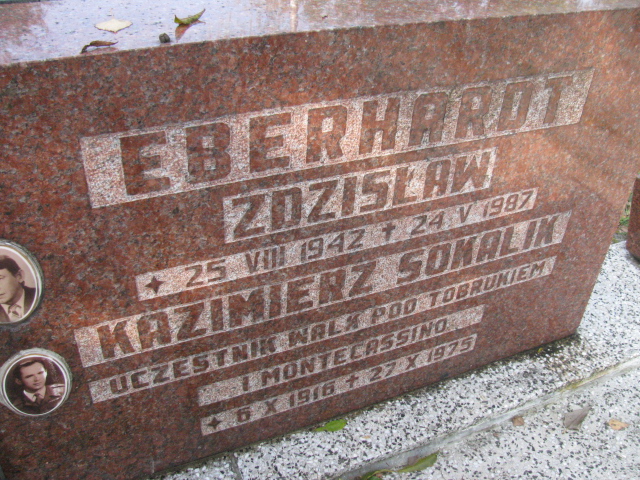 EBERHARDT
ZDZISŁAW
✦ 25 VIII 1942 ✝ 24 V 1987
KAZIMIERZ SOKALIK
UCZESTNIK WALK POD TOBRUKIEM
I MONTECASSINO
✦ 6 X 1916 ✝ 27 X 1975